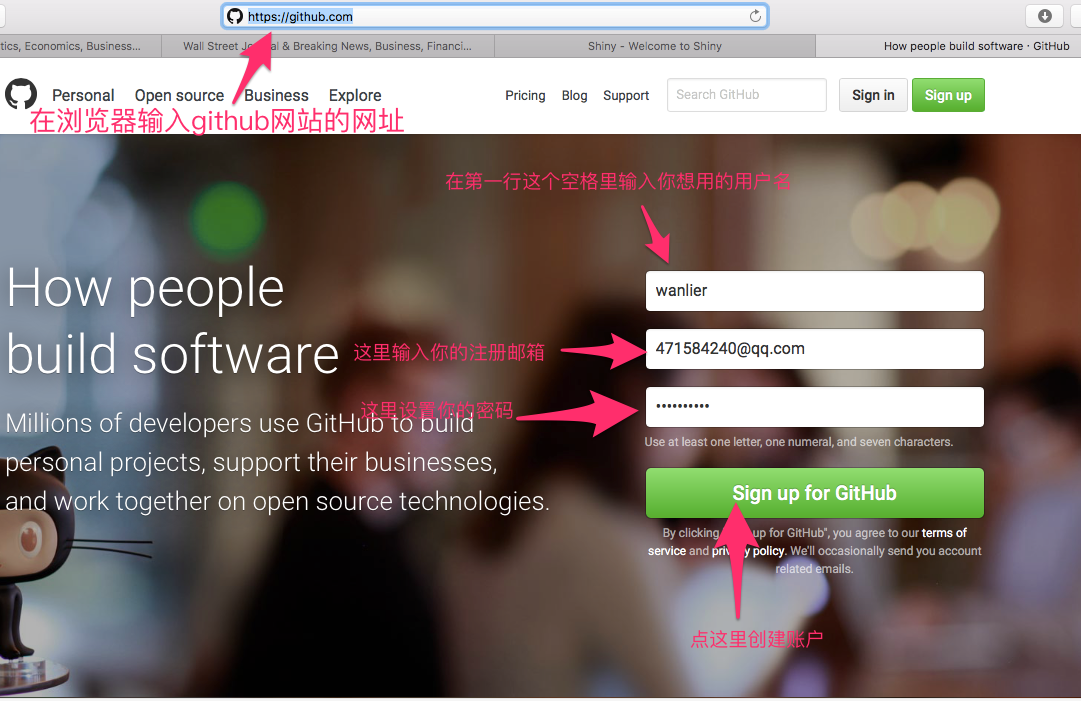 https://github.com
tics, Economics, Business...
Wall Street Journal & Breaking News, Business, Financi...
Shiny - Welcome to Shiny
How people build software · GitHub
Personal Open source Business Explore Pricing Blog Support Search GitHub Sign in Sign up
在浏览器输入github网站的网址
在第一行这个空格里输入你想用的用户名
How people
build software
wanlier
这里输入你的注册邮箱
471584240@qq.com
这里设置你的密码
••••••••••
Millions of developers use GitHub to build
personal projects, support their businesses,
and work together on open source technologies.
Use at least one letter, one numeral, and seven characters.
Sign up for GitHub
By clicking up for GitHub", you agree to our terms of
service and privacy policy. We'll occasionally send you account
related emails.
点这里创建账户